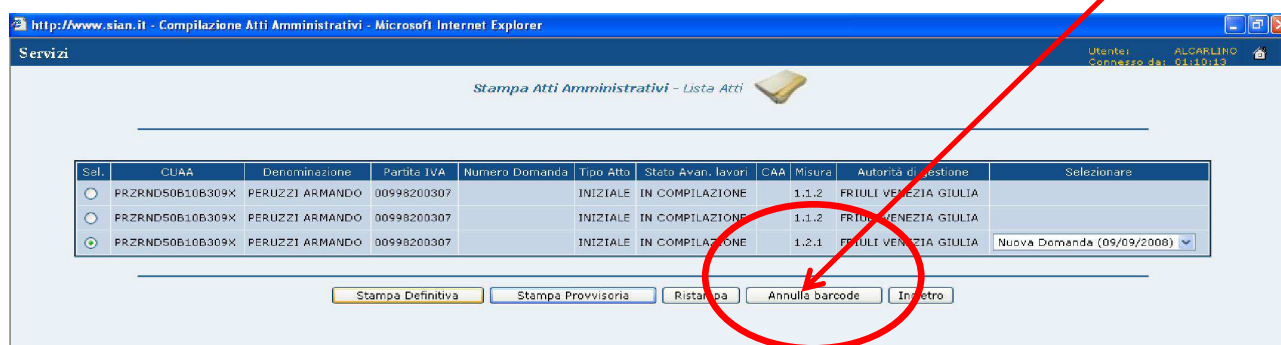 http://www.sian.it - Compilazione Atti Amministrativi - Microsoft Internet Explorer
Servizi
Utente: ALCARLINO
Connesso da: 01:10:13
Stampa Atti Amministrativi - Lista Atti
Sel. CUAA Denominazione Partita IVA Numero Domanda Tipo Atto Stato Avan. lavori CAA Misura Autorità di gestione Selezionare
PRZRND50B10B309X PERUZZI ARMANDO 00998200307 INIZIALE IN COMPILAZIONE 1.1.2 FRIULI VENEZIA GIULIA
PRZRND50B10B309X PERUZZI ARMANDO 00998200307 INIZIALE IN COMPILAZIONE 1.1.2 FRIULI VENEZIA GIULIA
PRZRND50B10B309X PERUZZI ARMANDO 00998200307 INIZIALE IN COMPILAZIONE 1.2.1 FRIULI VENEZIA GIULIA Nuova Domanda (09/09/2008)
Stampa Definitiva Stampa Provvisoria Ristampa Annulla barcode Indietro